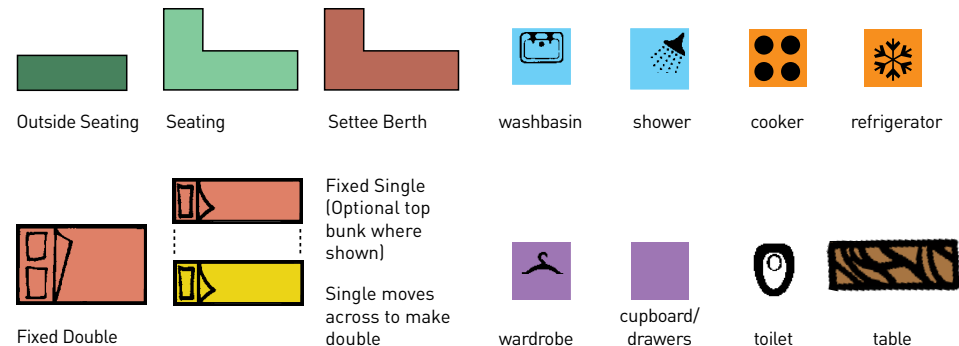 Outside Seating
Seating
Settee Berth
washbasin
shower
cooker
refrigerator
Fixed Single
(Optional top
bunk where
shown)
Single moves
across to make
double
Fixed Double
wardrobe
cupboard/
drawers
toilet
table